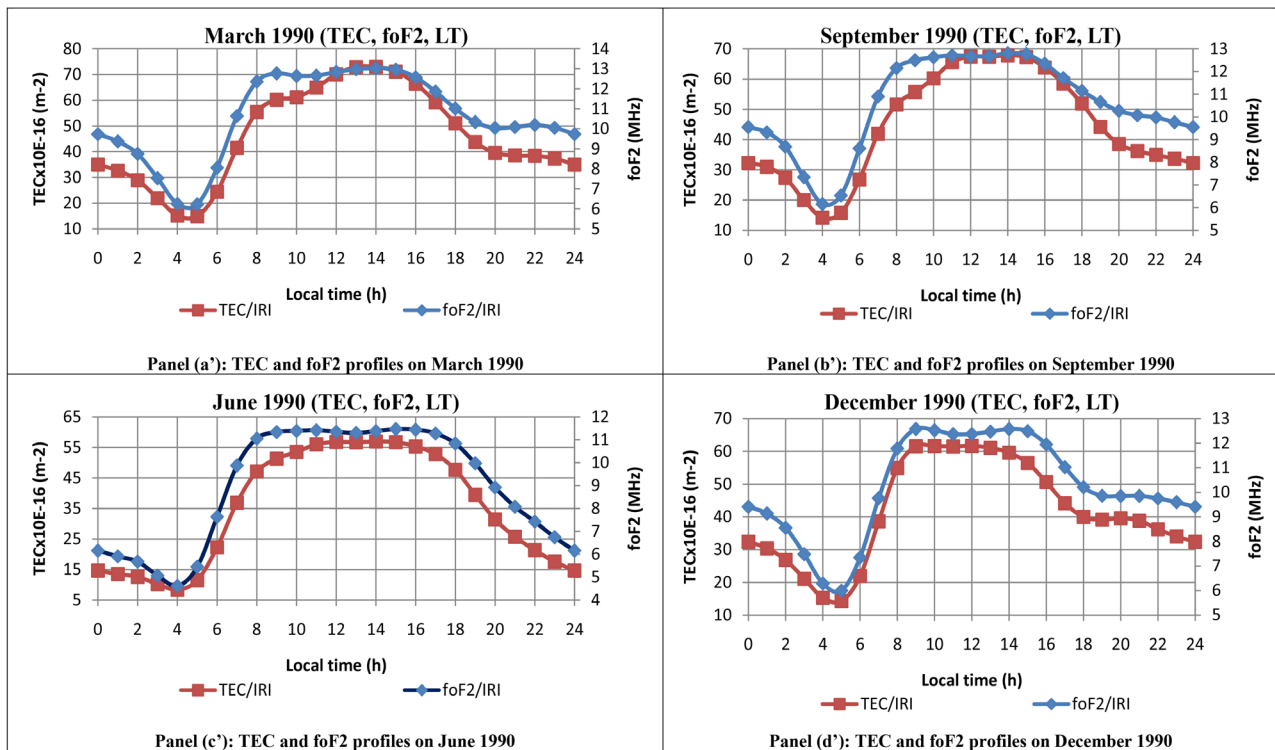 March 1990 (TEC, foF2, LT)
TECx10E-16 (m-2)
80
70
60
50
40
30
20
10
14
13
12
11
10
9
8
7
6
5
foF2 (MHz)
0 2 4 6 8 10 12 14 16 18 20 22 24
Local time (h)
TEC/IRI foF2/IRI
Panel (a’): TEC and foF2 profiles on March 1990
September 1990 (TEC, foF2, LT)
TECx10E-16 (m-2)
70
60
50
40
30
20
10
13
12
11
10
9
8
7
6
5
foF2 (MHz)
0 2 4 6 8 10 12 14 16 18 20 22 24
Local time (h)
TEC/IRI foF2/IRI
Panel (b’): TEC and foF2 profiles on September 1990
June 1990 (TEC, foF2, LT)
TECx10E-16 (m-2)
65
55
45
35
25
15
5
12
11
10
9
8
7
6
5
4
foF2 (MHz)
0 2 4 6 8 10 12 14 16 18 20 22 24
Local time (h)
TEC/IRI foF2/IRI
Panel (c’): TEC and foF2 profiles on June 1990
December 1990 (TEC, foF2, LT)
TECx10E-16 (m-2)
70
60
50
40
30
20
10
13
12
11
10
9
8
7
6
5
foF2 (MHz)
0 2 4 6 8 10 12 14 16 18 20 22 24
Local time (h)
TEC/IRI foF2/IRI
Panel (d’): TEC and foF2 profiles on December 1990